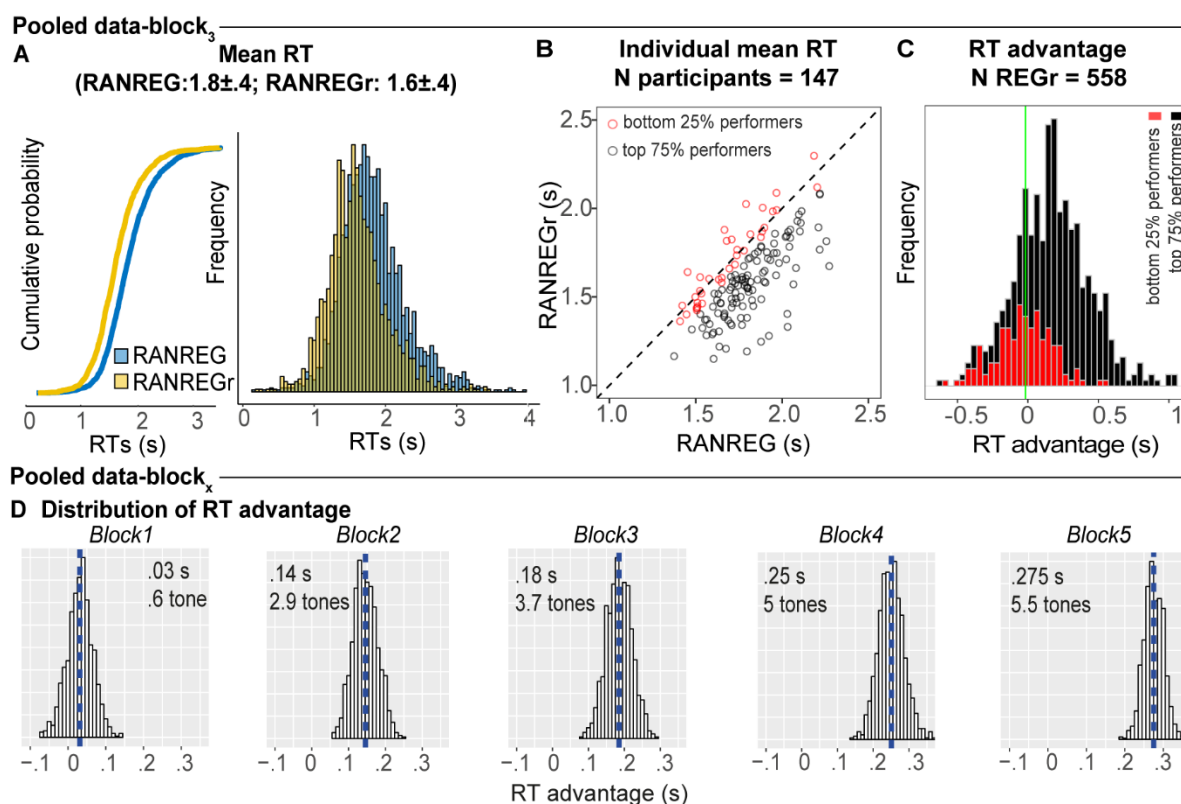 Pooled data-block3
A
Mean RT
(RANREG:1.8±.4; RANREGr: 1.6±.4)
Cumulative probability
RANREG
RANREGr
0 1 2 3
RTs (s)
Frequency
0 1 2 3 4
RTs (s)
B
Individual mean RT
N participants = 147
bottom 25% performers
top 75% performers
RANREGr (s)
2.5
2.0
1.5
1.0
1.0 1.5 2.0 2.5
RANREG (s)
C
RT advantage
N REGr = 558
Frequency
bottom 25% performers
top 75% performers
-0.5 0 0.5 1
RT advantage (s)
Pooled data-blockx
D Distribution of RT advantage
Block1
.03 s
.6 tone
−.1 0 .1 .2 .3
Block2
.14 s
2.9 tones
−.1 0 .1 .2 .3
Block3
.18 s
3.7 tones
−.1 0 .1 .2 .3
Block4
.25 s
5 tones
−.1 0 .1 .2 .3
Block5
.275 s
5.5 tones
−.1 0 .1 .2 .3
RT advantage (s)